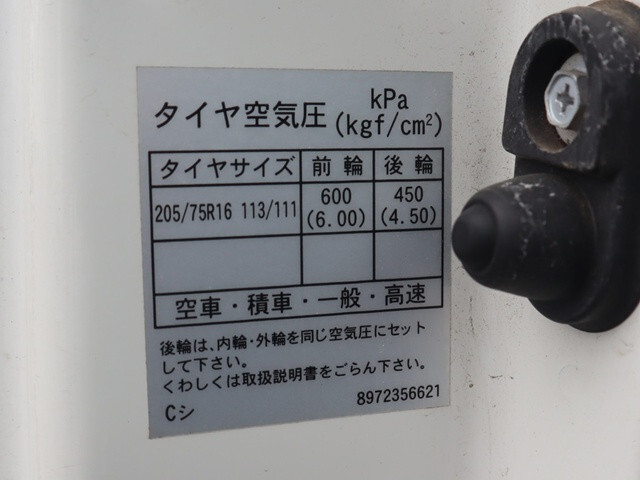 タイヤ空気圧 kPa
(kgf/cm²)
タイヤサイズ 前輪 後輪
205/75R16 113/111 600 450
(6.00) (4.50)
空車・積車・一般・高速
後輪は、内輪・外輪を同じ空気圧にセット
して下さい。
くわしくは取扱説明書をごらん下さい。
Cシ 8972356621